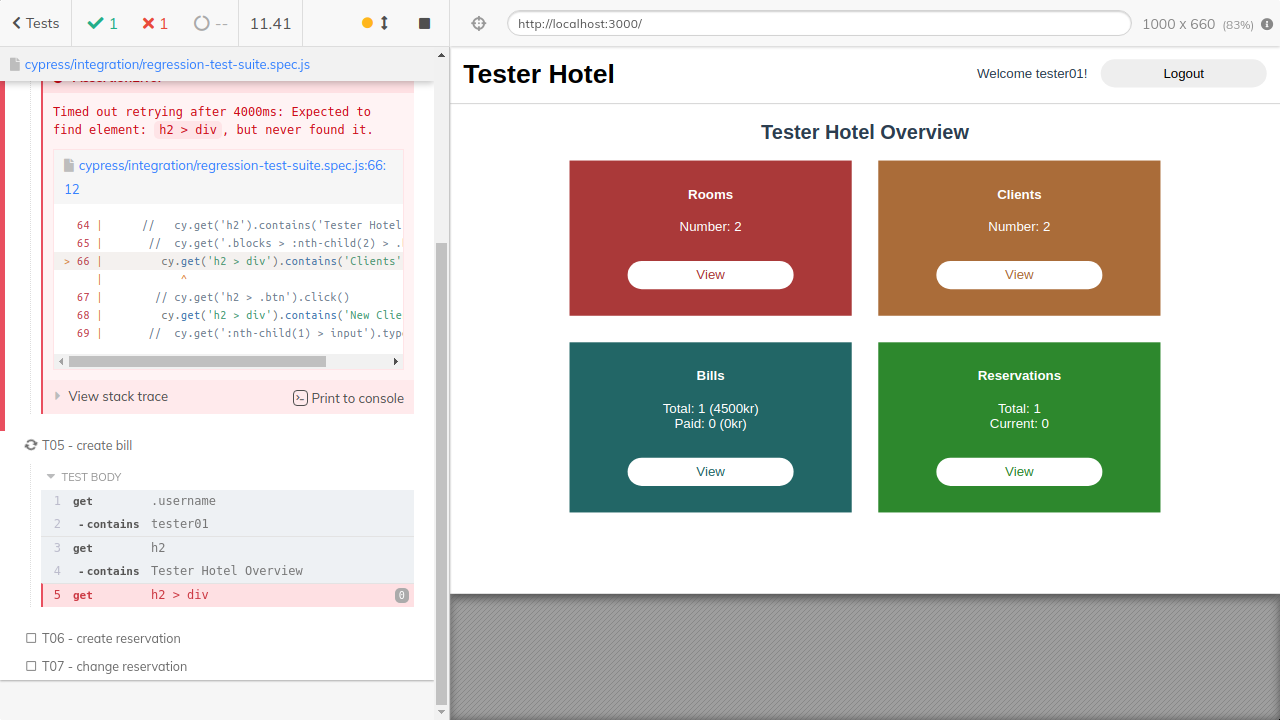 Tests
1
1
--
11.41
http://localhost:3000/
1000 x 660 (83%)
cypress/integration/regression-test-suite.spec.js
AssertionError
Timed out retrying after 4000ms: Expected to
find element: h2 > div, but never found it.
cypress/integration/regression-test-suite.spec.js:66:
12
64 | //   cy.get('h2').contains('Tester Hotel
65 | //  cy.get('.blocks > :nth-child(2) > .
> 66 | cy.get('h2 > div').contains('Clients'
| ^
67 | // cy.get('h2 > .btn').click()
68 | cy.get('h2 > div').contains('New Clie
69 | //  cy.get(':nth-child(1) > input').typ
View stack trace
Print to console
T05 - create bill
TEST BODY
1 get .username
2 -contains tester01
3 get h2
4 -contains Tester Hotel Overview
5 get h2 > div 0
T06 - create reservation
T07 - change reservation
Tester Hotel
Welcome tester01!
Logout
Tester Hotel Overview
Rooms
Number: 2
View
Clients
Number: 2
View
Bills
Total: 1 (4500kr)
Paid: 0 (0kr)
View
Reservations
Total: 1
Current: 0
View